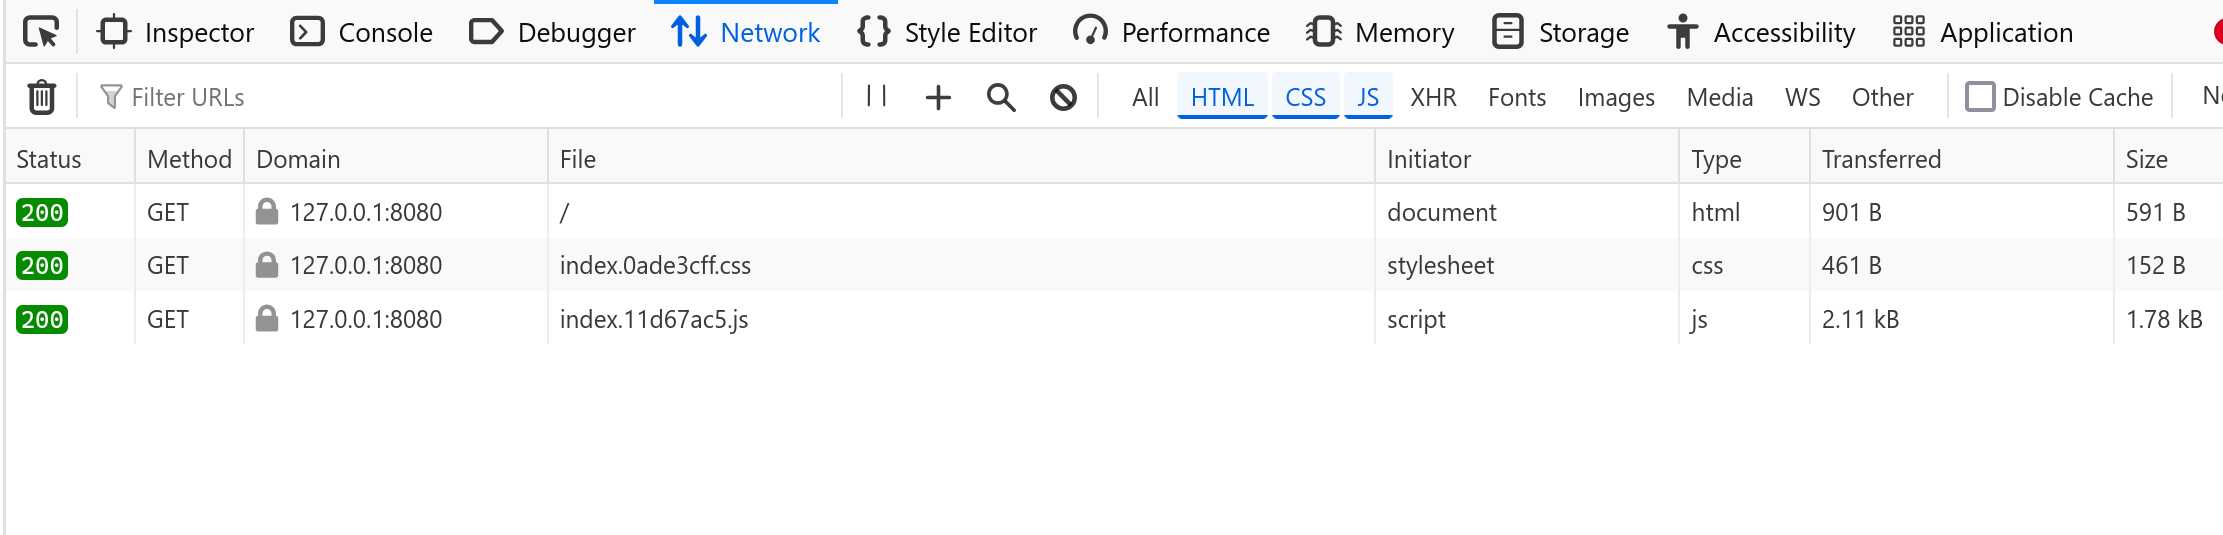 Inspector Console Debugger Network Style Editor Performance Memory Storage Accessibility Application
Filter URLs All HTML CSS JS XHR Fonts Images Media WS Other Disable Cache
Status Method Domain File Initiator Type Transferred Size
200 GET 127.0.0.1:8080 / document html 901 B 591 B
200 GET 127.0.0.1:8080 index.0ade3cff.css stylesheet css 461 B 152 B
200 GET 127.0.0.1:8080 index.11d67ac5.js script js 2.11 kB 1.78 kB